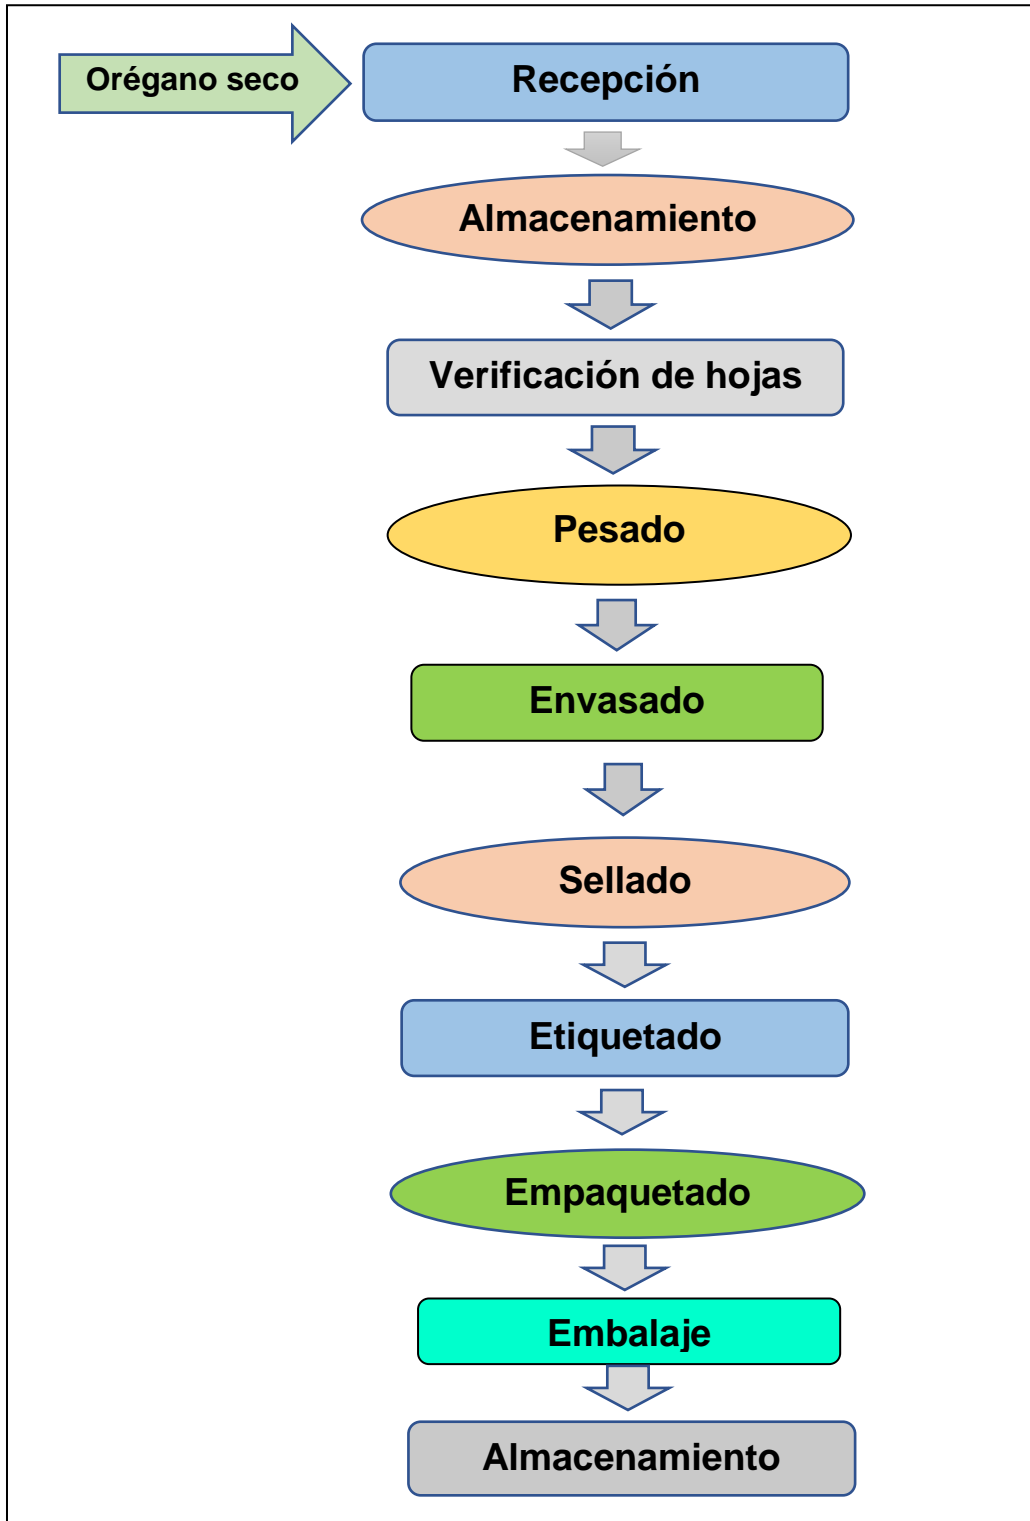 Orégano seco
Recepción
Almacenamiento
Verificación de hojas
Pesado
Envasado
Sellado
Etiquetado
Empaquetado
Embalaje
Almacenamiento